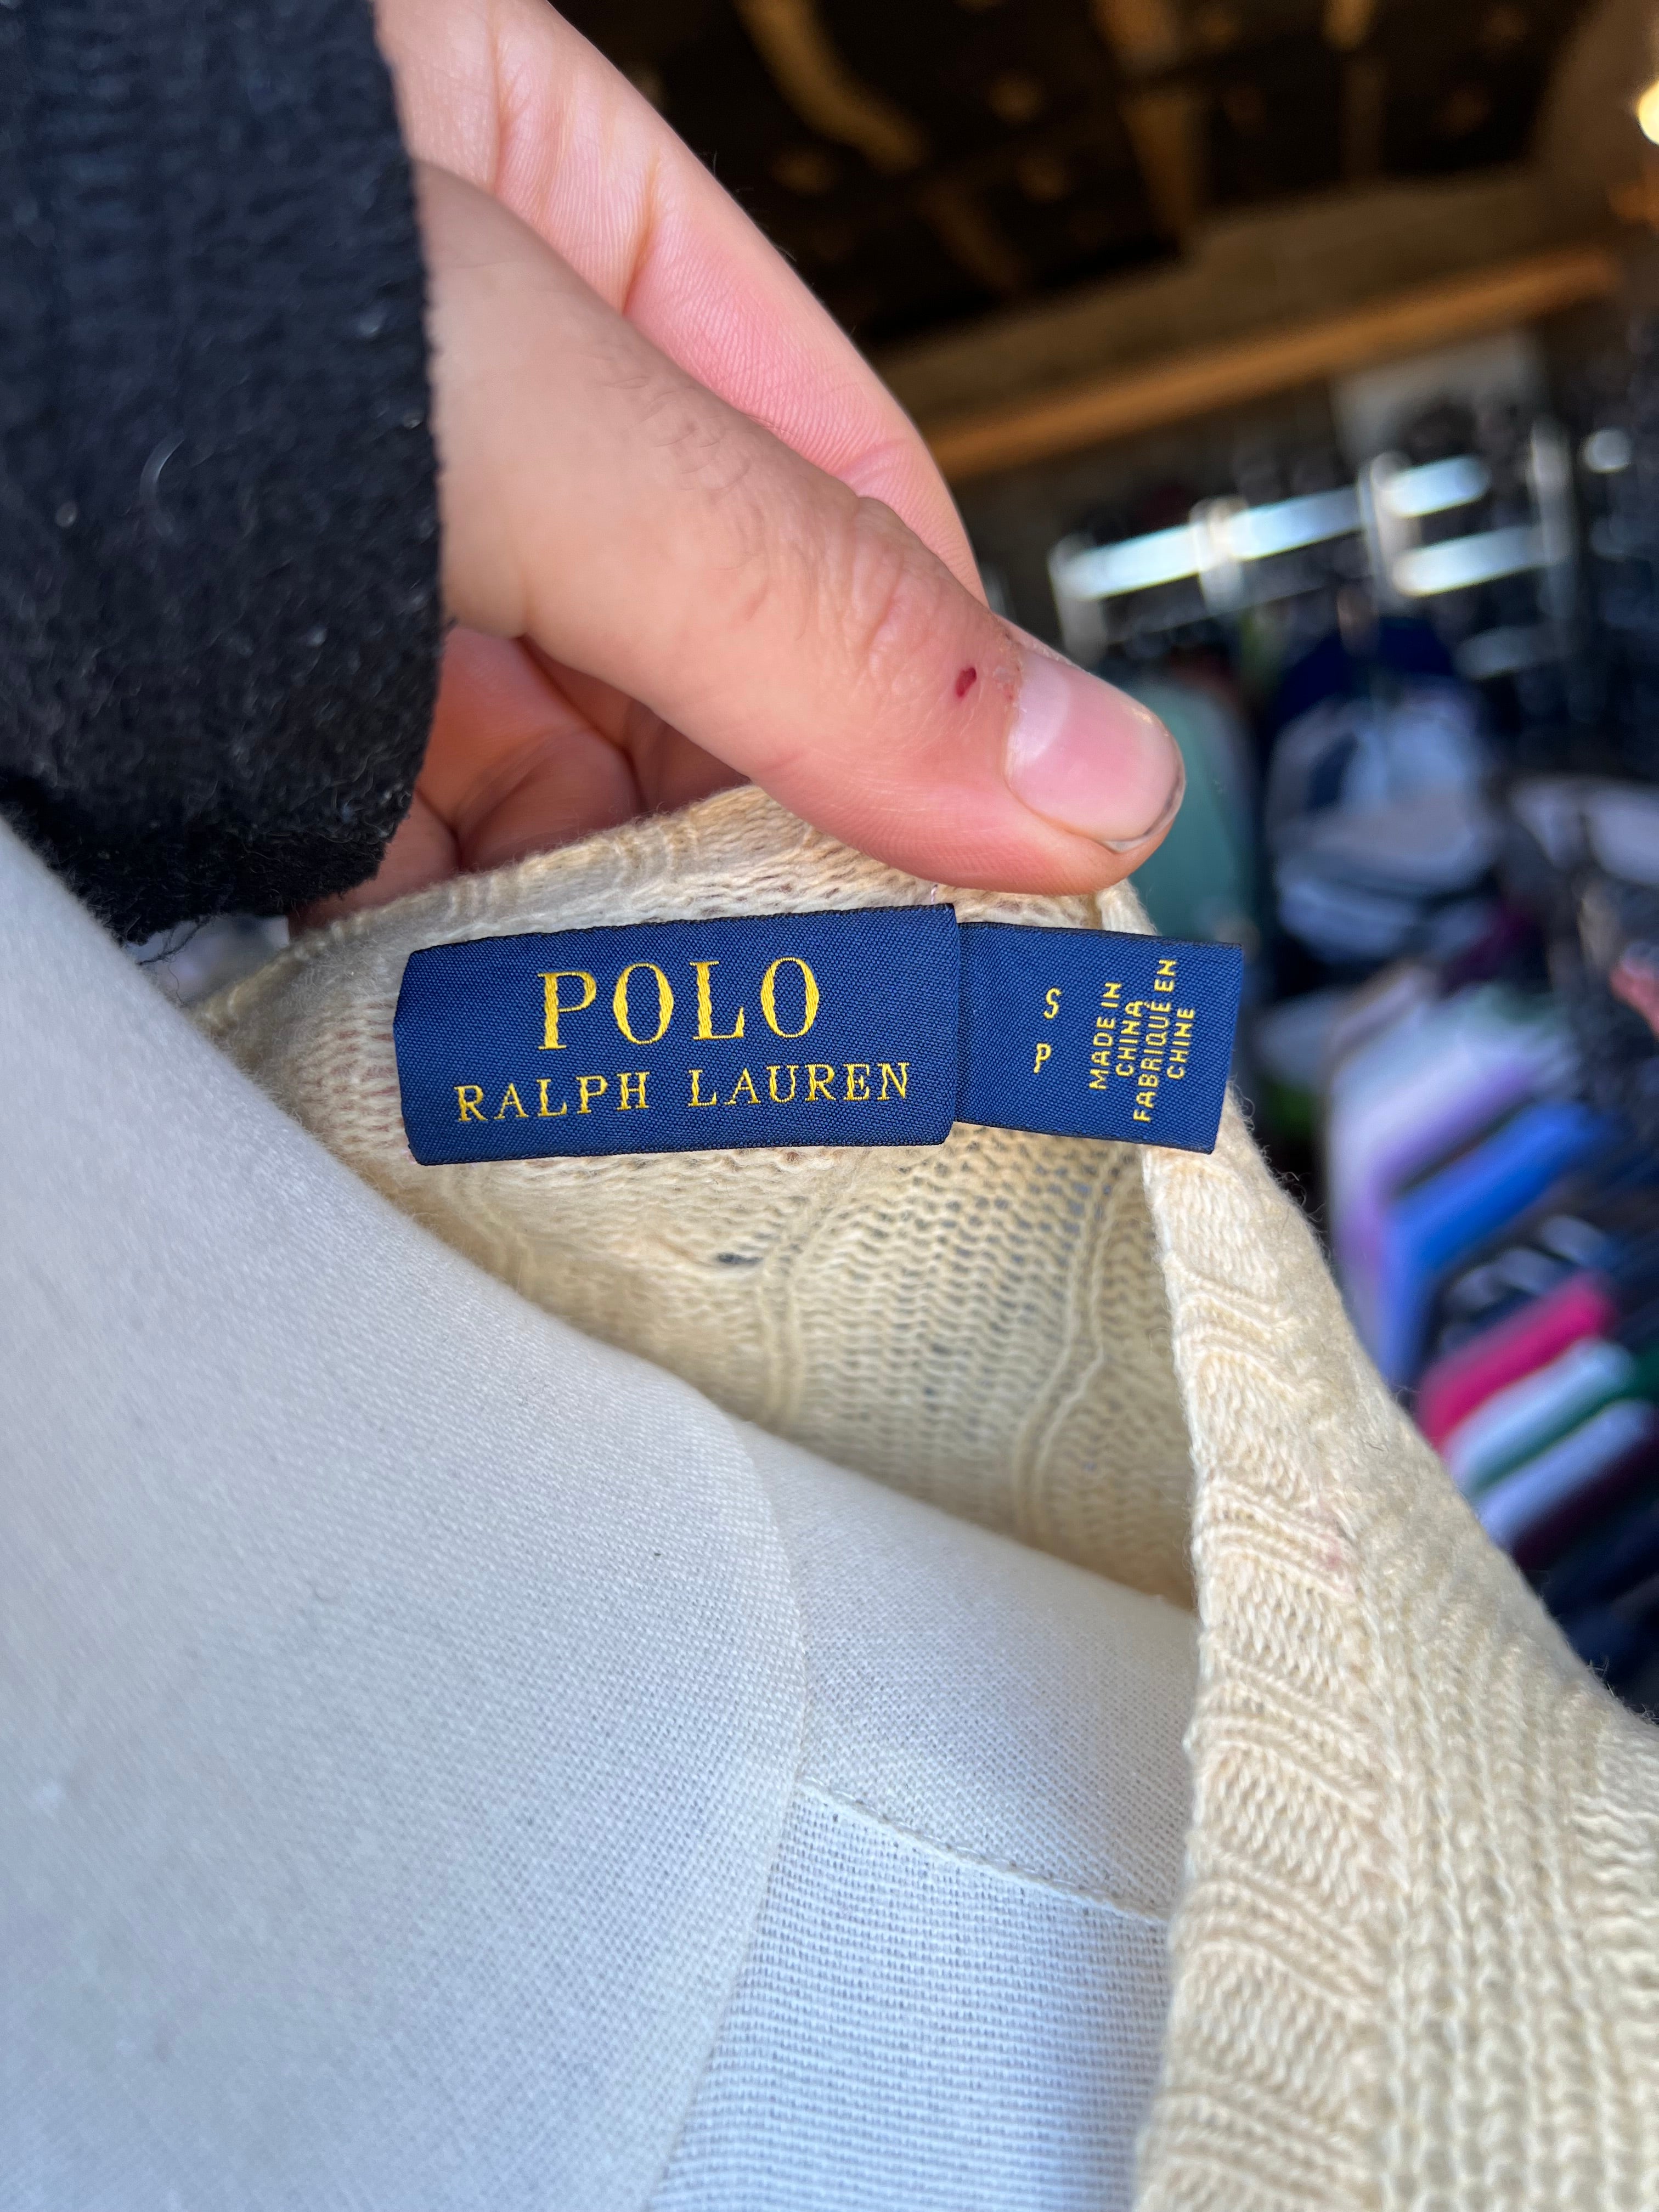 POLO
RALPH LAUREN
S
P
MADE IN
CHINA
FABRIQUÉ EN
CHINE